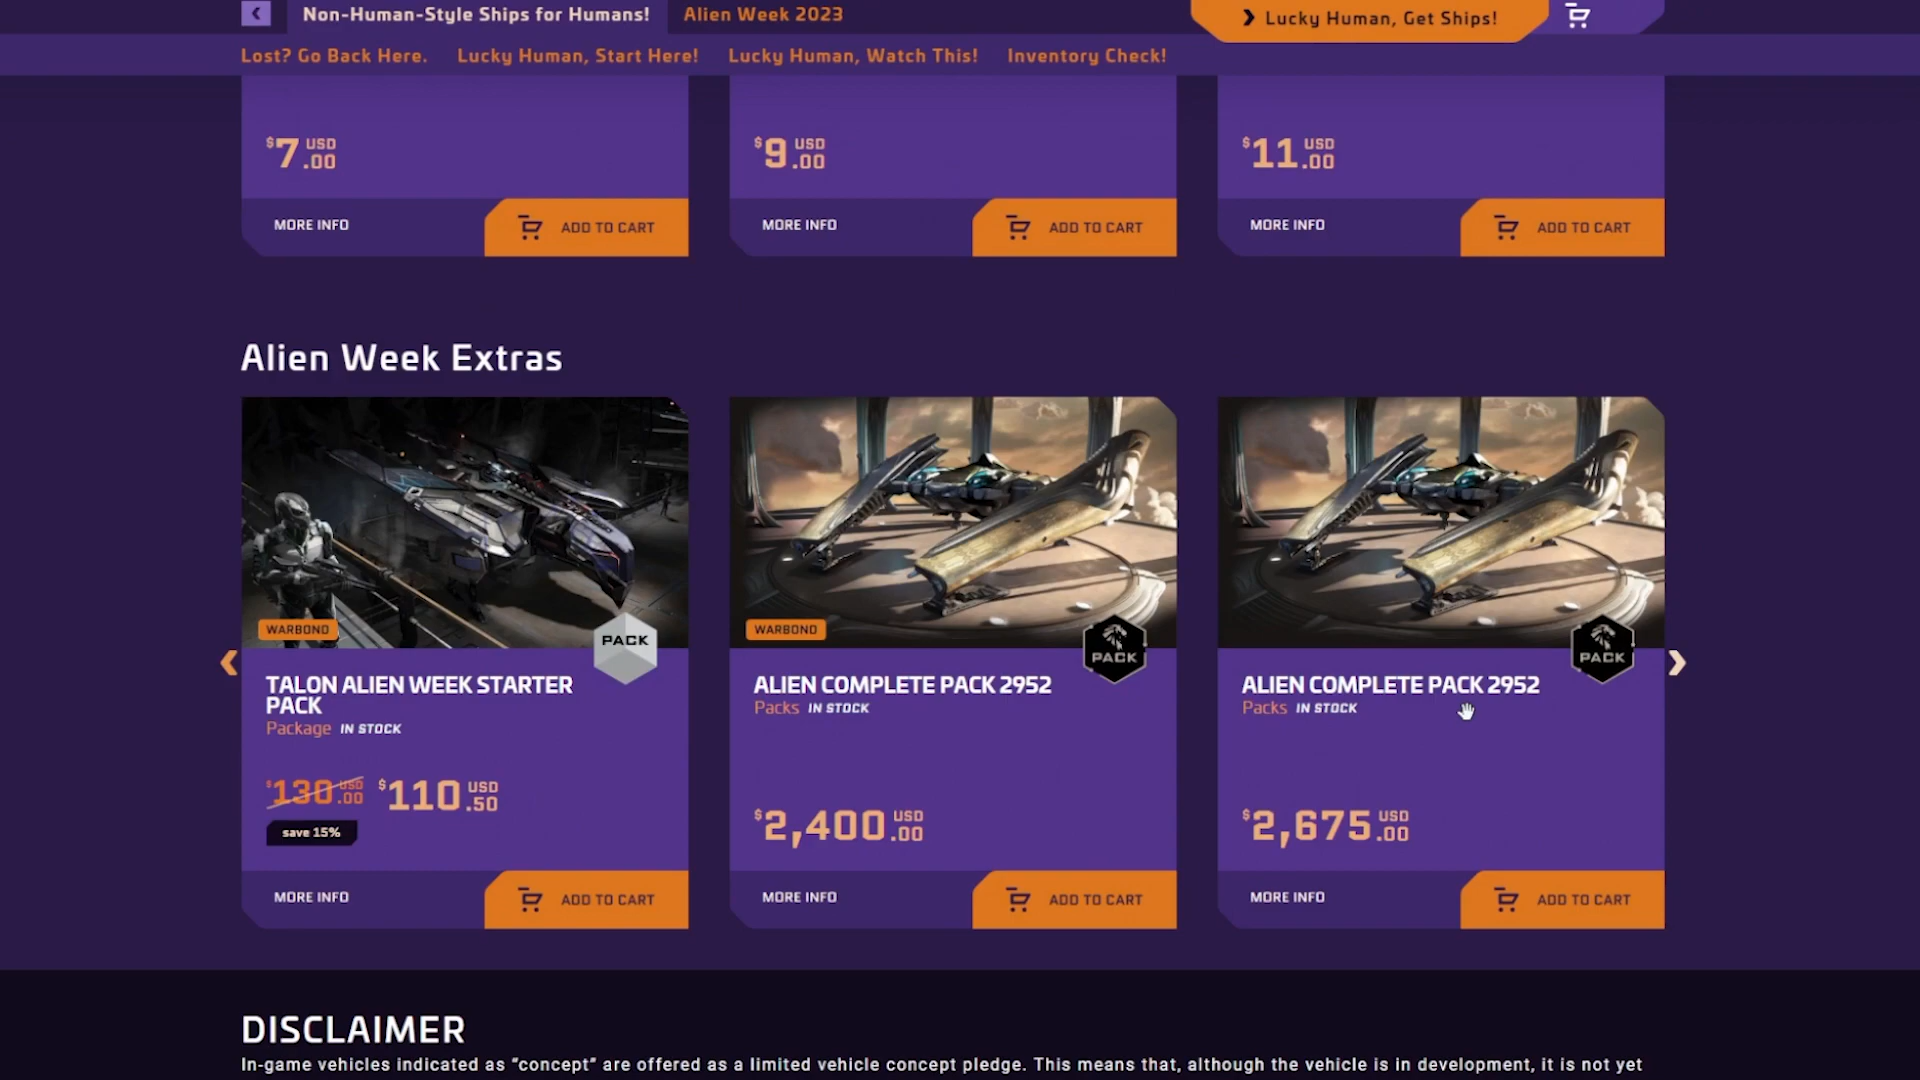 Non-Human-Style Ships for Humans!
Alien Week 2023
Lucky Human, Get Ships!
Lost? Go Back Here.
Lucky Human, Start Here!
Lucky Human, Watch This!
Inventory Check!
$7.00 USD
$9.00 USD
$11.00 USD
MORE INFO
ADD TO CART
MORE INFO
ADD TO CART
MORE INFO
ADD TO CART
Alien Week Extras
WARBOND
PACK
TALON ALIEN WEEK STARTER
PACK
Package IN STOCK
$130.00 USD $110.50 USD
save 15%
MORE INFO
ADD TO CART
WARBOND
PACK
ALIEN COMPLETE PACK 2952
Packs IN STOCK
$2,400.00 USD
MORE INFO
ADD TO CART
PACK
ALIEN COMPLETE PACK 2952
Packs IN STOCK
$2,675.00 USD
MORE INFO
ADD TO CART
DISCLAIMER
In-game vehicles indicated as “concept” are offered as a limited vehicle concept pledge. This means that, although the vehicle is in development, it is not yet